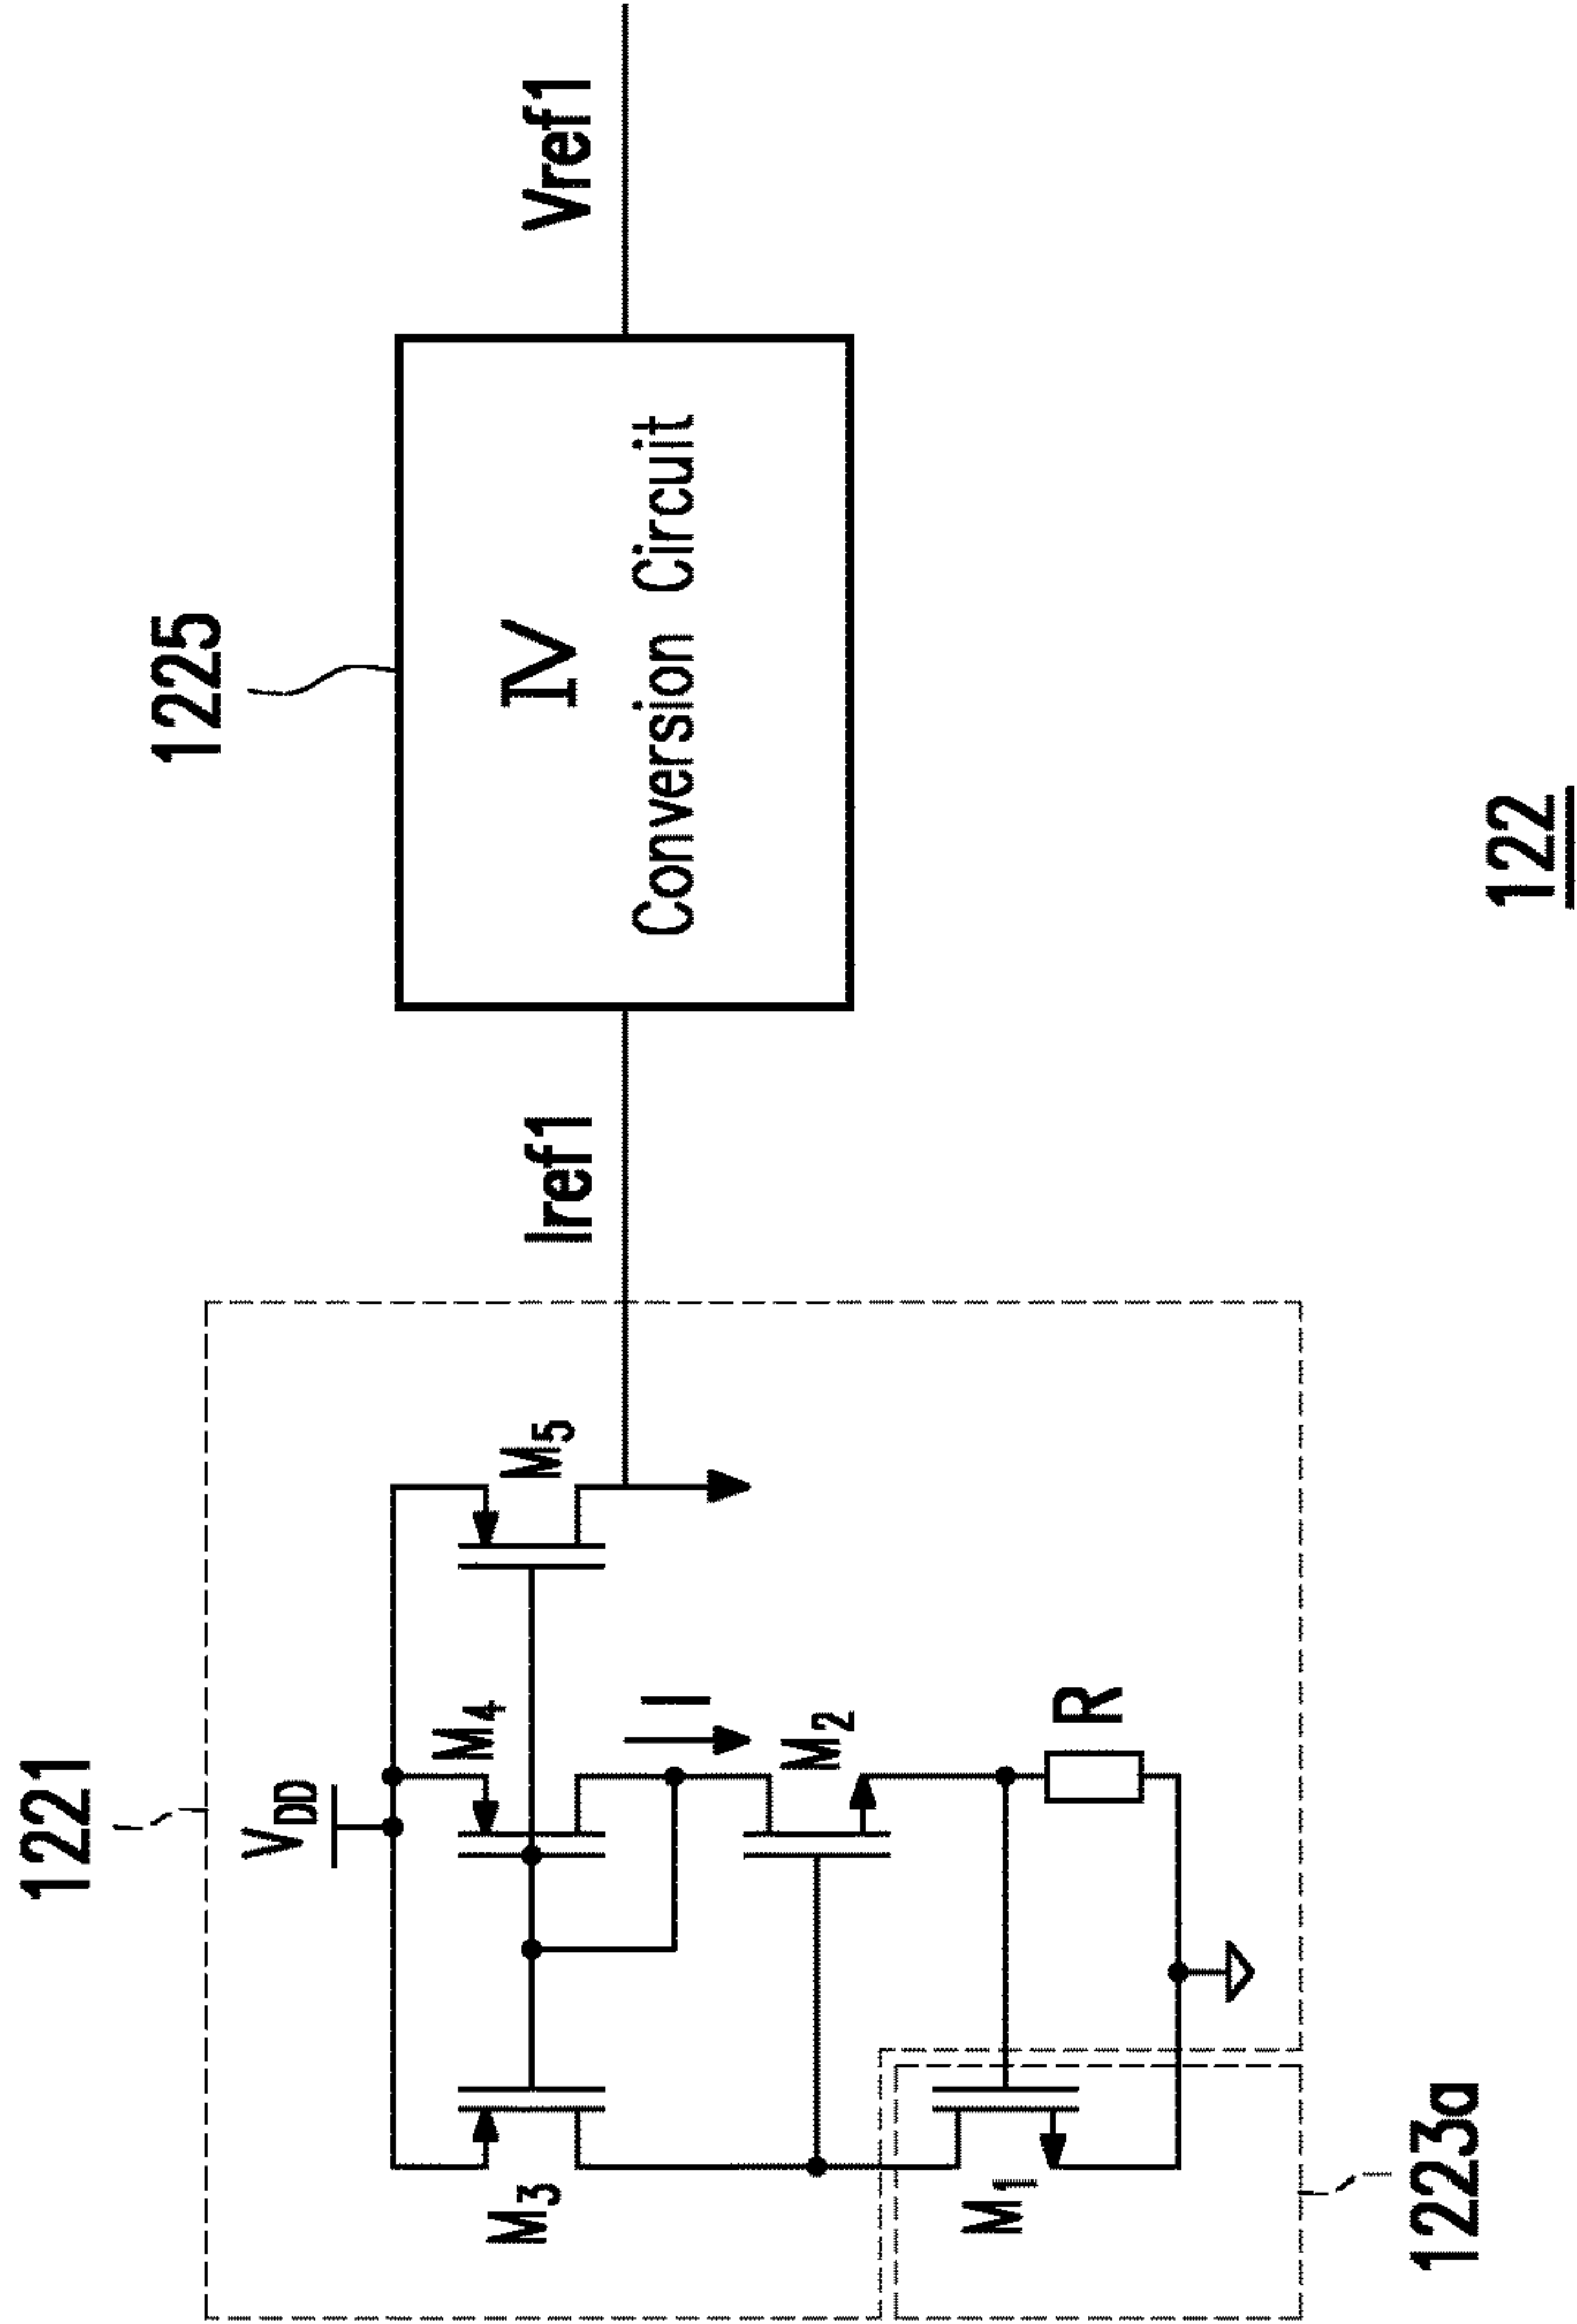 1221
VDD
M3
M4
M5
I
M2
M1
R
1223a
Iref1
1225
IV
Conversion Circuit
Vref1
122